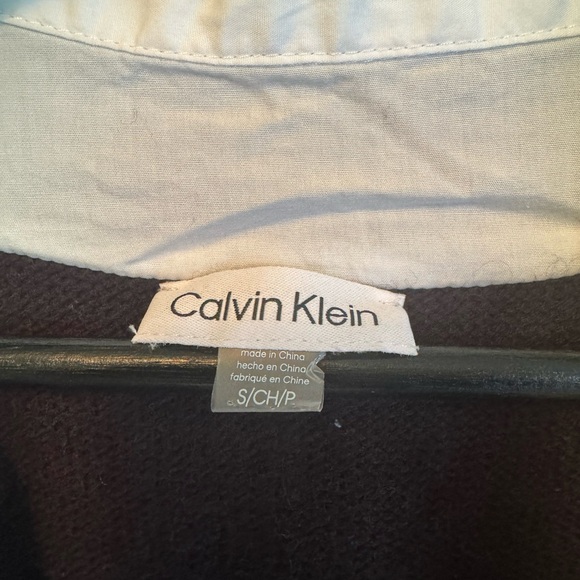 Calvin Klein
made in China
hecho en China
fabriqué en Chine
S/CH/P